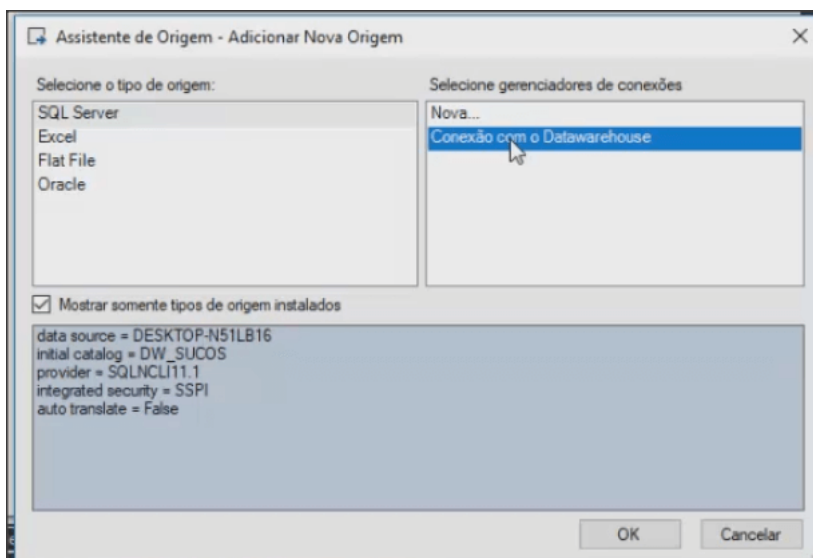 Assistente de Origem - Adicionar Nova Origem
Selecione o tipo de origem:
SQL Server
Excel
Flat File
Oracle
Selecione gerenciadores de conexões
Nova...
Conexão com o Datawarehouse
Mostrar somente tipos de origem instalados
data source = DESKTOP-N51LB16
initial catalog = DW_SUCOS
provider = SQLNCLI11.1
integrated security = SSPI
auto translate = False
OK
Cancelar